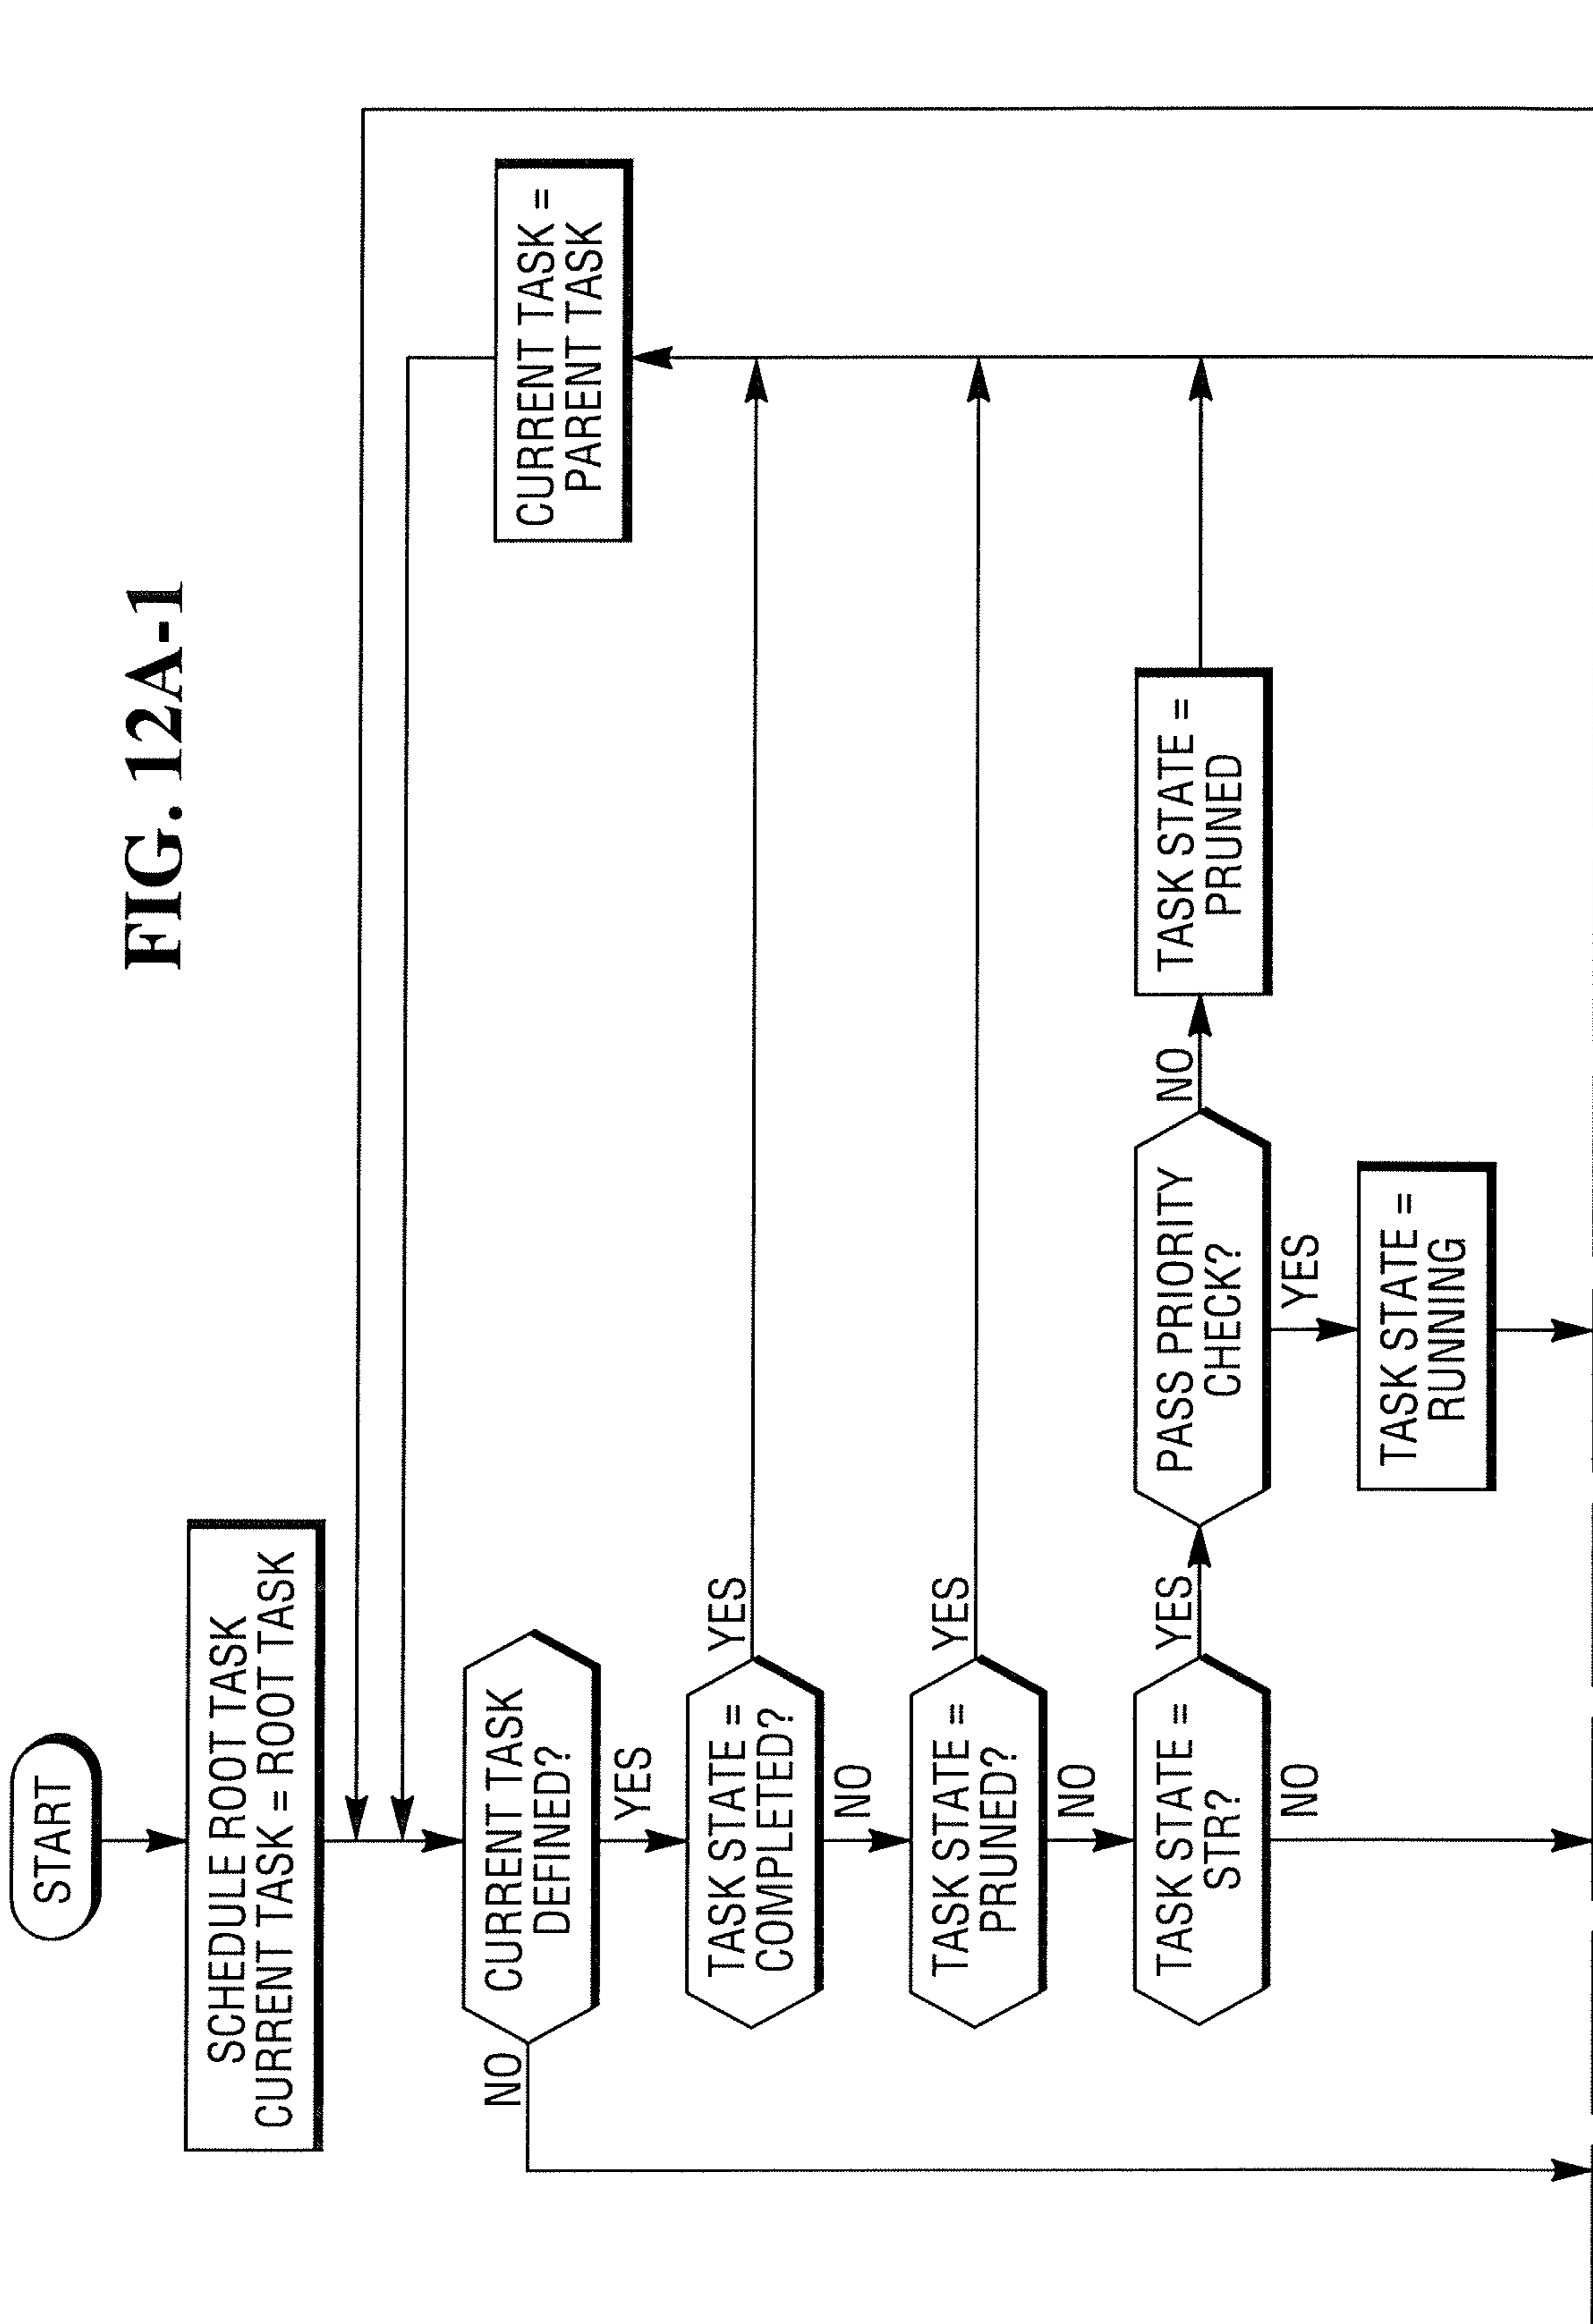 FIG. 12A-1
START
SCHEDULE ROOT TASK
CURRENT TASK = ROOT TASK
CURRENT TASK
DEFINED?
NO
YES
CURRENT TASK =
PARENT TASK
TASK STATE =
COMPLETED?
YES
NO
TASK STATE =
PRUNED?
YES
NO
TASK STATE =
STR?
YES
NO
PASS PRIORITY
CHECK?
NO
YES
TASK STATE =
PRUNED
TASK STATE =
RUNNING